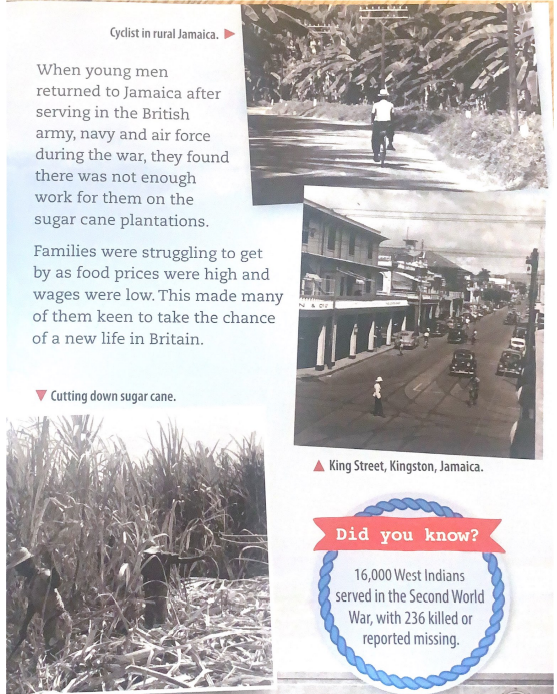 Cyclist in rural Jamaica.
When young men
returned to Jamaica after
serving in the British
army, navy and air force
during the war, they found
there was not enough
work for them on the
sugar cane plantations.
Families were struggling to get
by as food prices were high and
wages were low. This made many
of them keen to take the chance
of a new life in Britain.
Cutting down sugar cane.
King Street, Kingston, Jamaica.
Did you know?
16,000 West Indians
served in the Second World
War, with 236 killed or
reported missing.